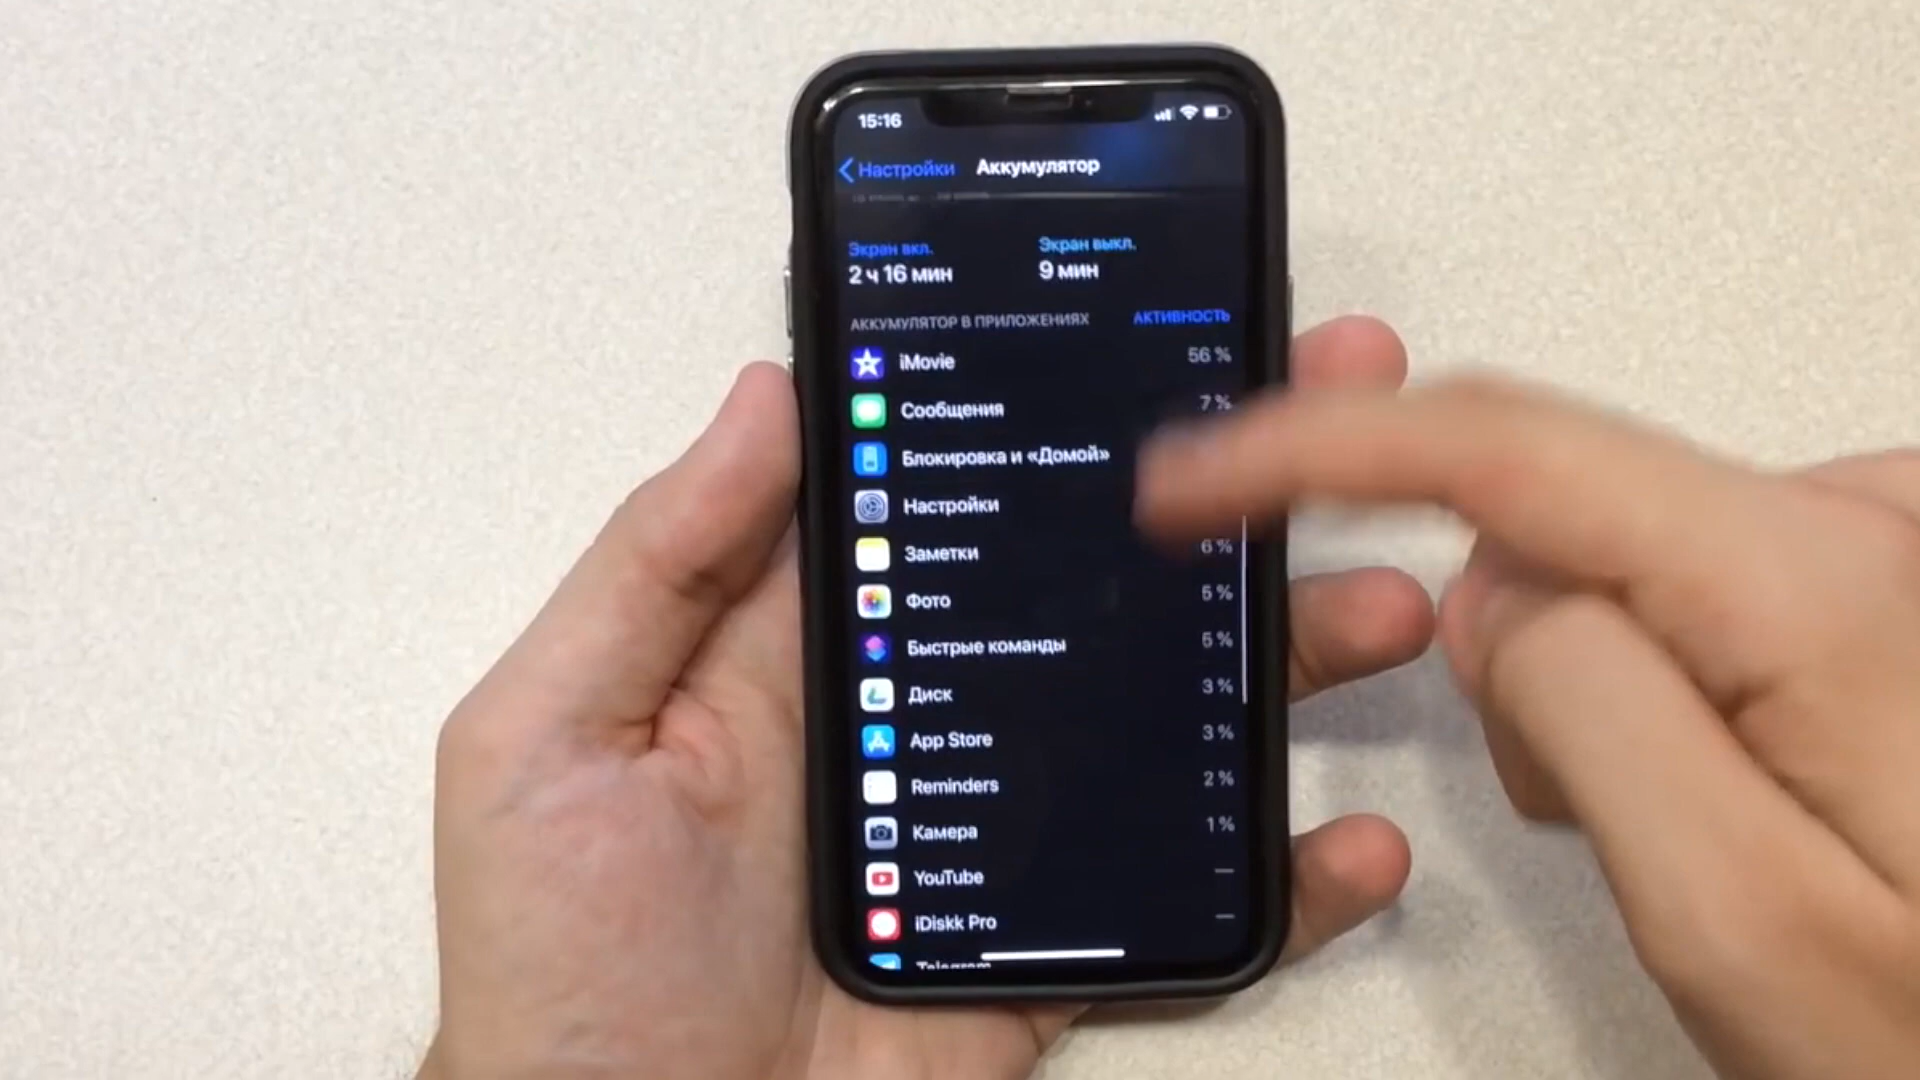 15:16
Настройки Аккумулятор
Экран вкл. Экран выкл.
2 ч 16 мин 9 мин
АККУМУЛЯТОР В ПРИЛОЖЕНИЯХ АКТИВНОСТЬ
iMovie 56 %
Сообщения 7 %
Блокировка и «Домой»
Настройки
Заметки 6 %
Фото 5 %
Быстрые команды 5 %
Диск 3 %
App Store 3 %
Reminders 2 %
Камера 1 %
YouTube —
iDiskk Pro —
Telegram